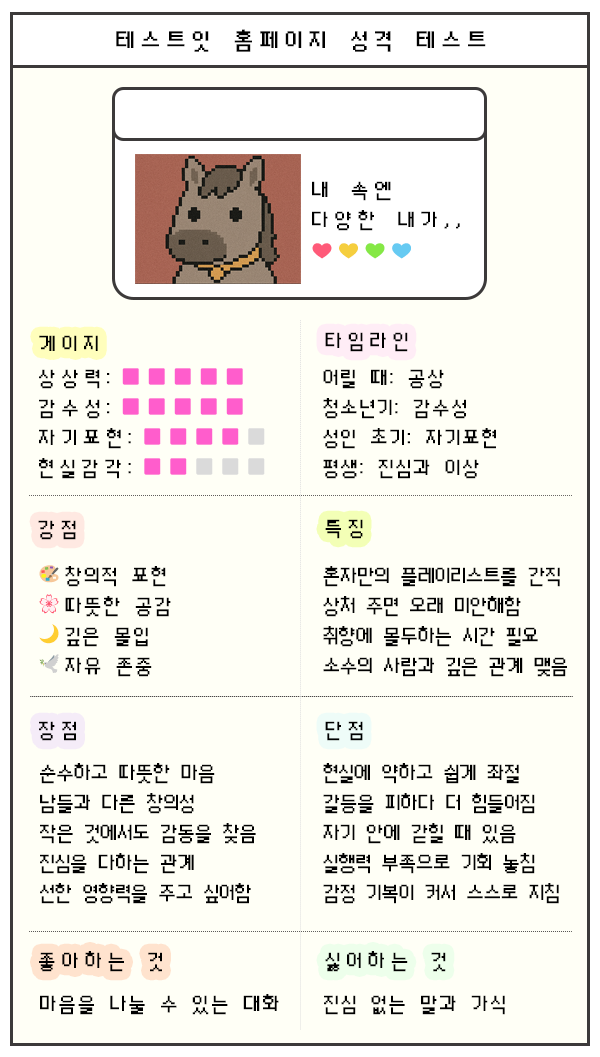 테스트잇 홈페이지 성격 테스트
내 속엔
다양한 내가,,
게이지
상상력:
감수성:
자기표현:
현실감각:
타임라인
어릴 때: 공상
청소년기: 감수성
성인 초기: 자기표현
평생: 진심과 이상
강점
창의적 표현
따뜻한 공감
깊은 몰입
자유 존중
특징
혼자만의 플레이리스트를 간직
상처 주면 오래 미안해함
취향에 몰두하는 시간 필요
소수의 사람과 깊은 관계 맺음
장점
순수하고 따뜻한 마음
남들과 다른 창의성
작은 것에서도 감동을 찾음
진심을 다하는 관계
선한 영향력을 주고 싶어함
단점
현실에 약하고 쉽게 좌절
갈등을 피하다 더 힘들어짐
자기 안에 갇힐 때 있음
실행력 부족으로 기회 놓침
감정 기복이 커서 스스로 지침
좋아하는 것
마음을 나눌 수 있는 대화
싫어하는 것
진심 없는 말과 가식